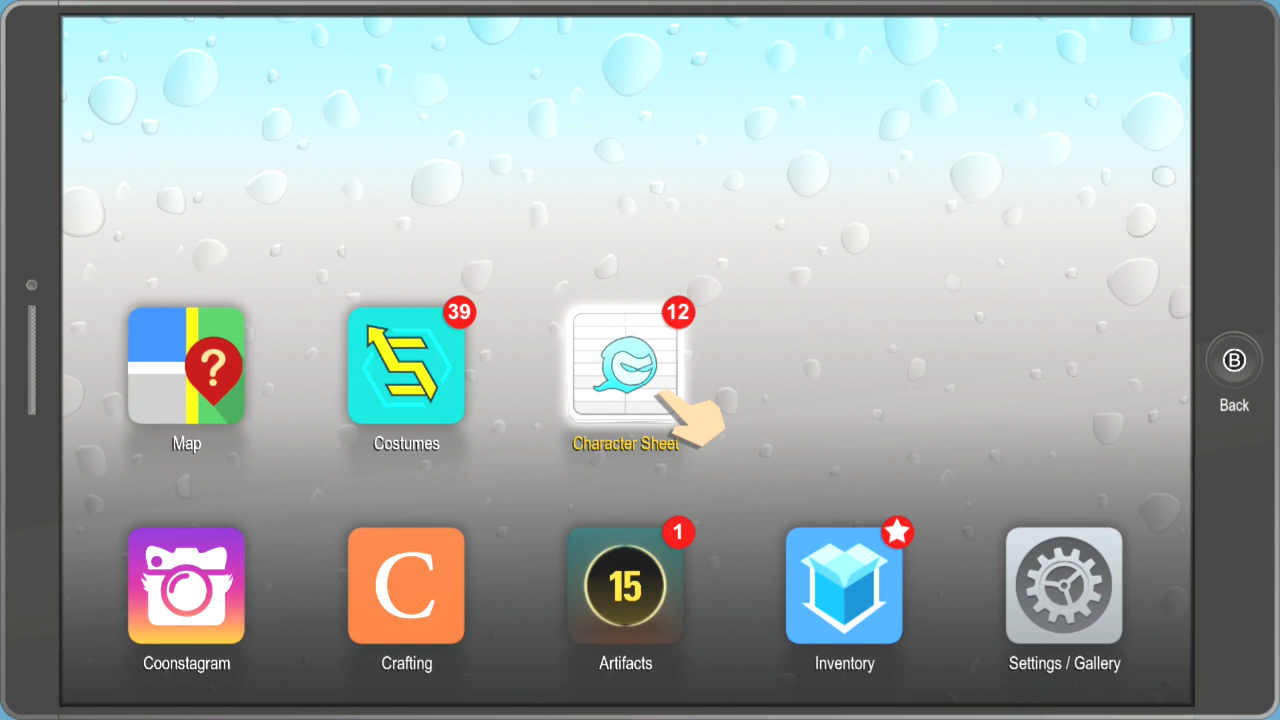 39
12
?
S
Map
Costumes
Character Sheet
B
Back
1
C
15
Coonstagram
Crafting
Artifacts
Inventory
Settings / Gallery